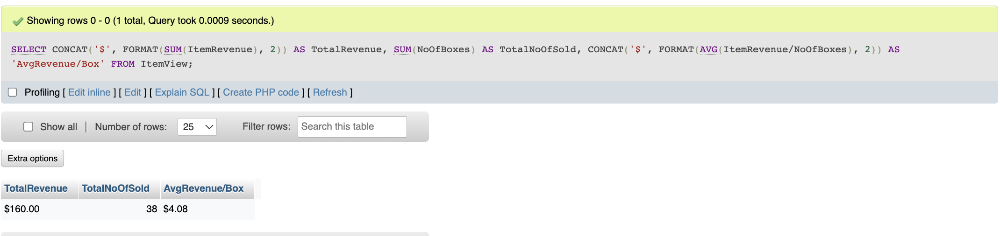 Showing rows 0 - 0 (1 total, Query took 0.0009 seconds.)
SELECT CONCAT('$', FORMAT(SUM(ItemRevenue), 2)) AS TotalRevenue, SUM(NoOfBoxes) AS TotalNoOfSold, CONCAT('$', FORMAT(AVG(ItemRevenue/NoOfBoxes), 2)) AS
'AvgRevenue/Box' FROM ItemView;
Profiling [ Edit inline ] [ Edit ] [ Explain SQL ] [ Create PHP code ] [ Refresh ]
Show all | Number of rows: 25 Filter rows: Search this table
Extra options
TotalRevenue TotalNoOfSold AvgRevenue/Box
$160.00 38 $4.08